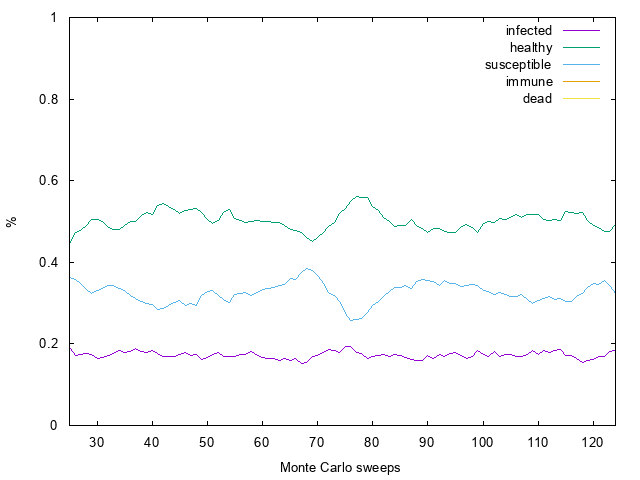 1
0.8
0.6
0.4
0.2
0
%
infected
healthy
susceptible
immune
dead
30 40 50 60 70 80 90 100 110 120
Monte Carlo sweeps